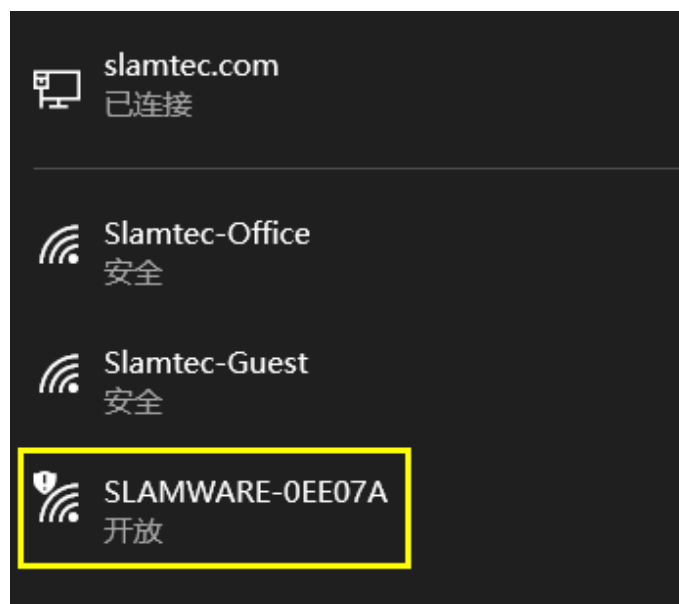 slamtec.com
已连接
Slamtec-Office
安全
Slamtec-Guest
安全
SLAMWARE-0EE07A
开放